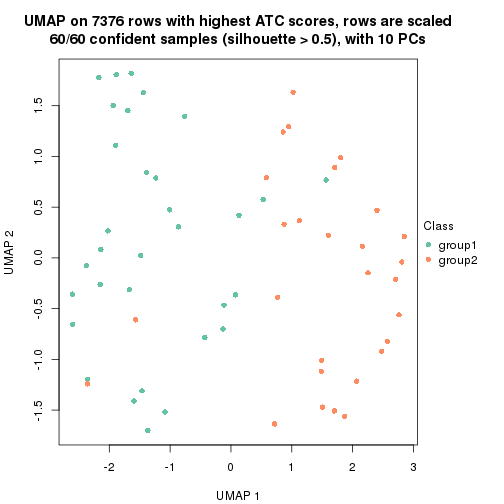 UMAP on 7376 rows with highest ATC scores, rows are scaled
60/60 confident samples (silhouette > 0.5), with 10 PCs
1.5
1.0
0.5
0.0
-0.5
-1.0
-1.5
UMAP 2
Class
group1
group2
-2 -1 0 1 2 3
UMAP 1